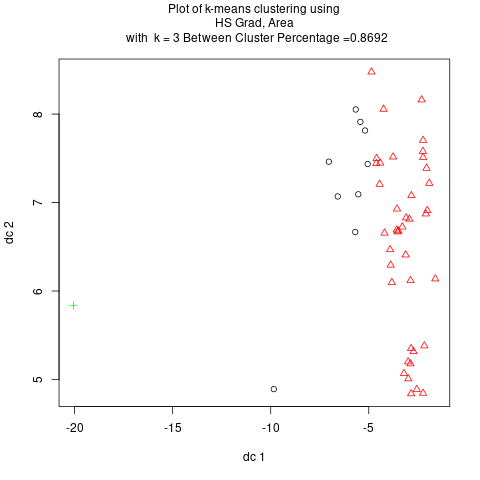 Plot of k-means clustering using
HS Grad, Area
with  k = 3 Between Cluster Percentage =0.8692
dc 2
8
7
6
5
-20
-15
-10
-5
dc 1